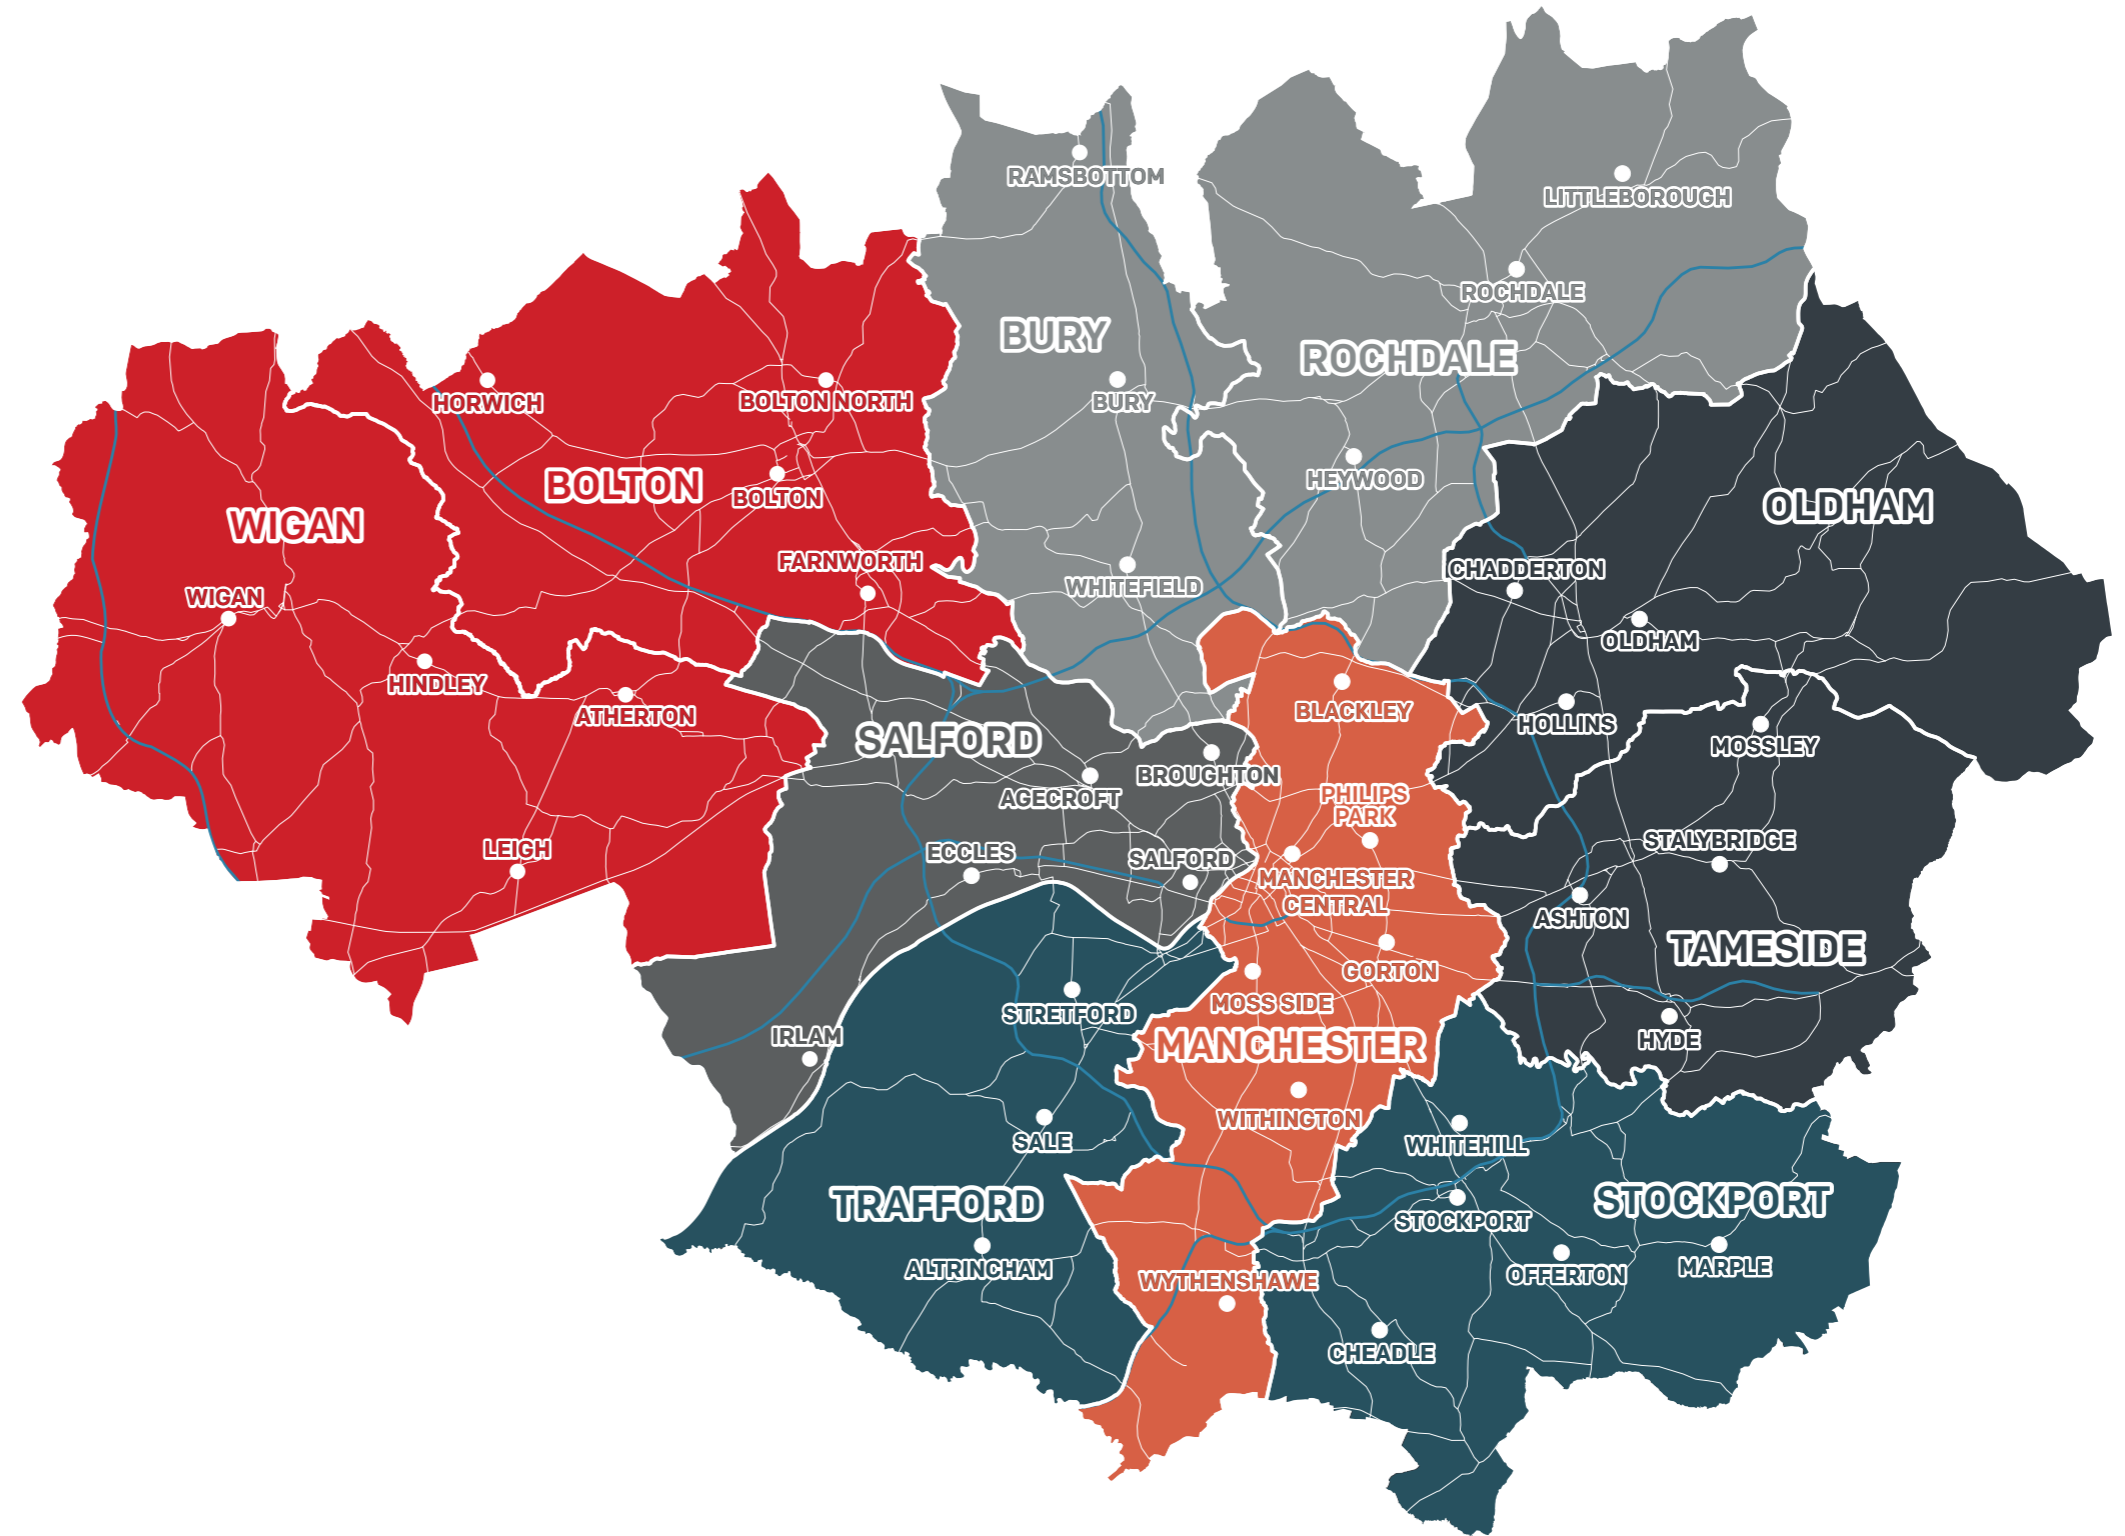 RAMSBOTTOM
LITTLEBOROUGH
ROCHDALE
BURY
ROCHDALE
HORWICH
BOLTON NORTH
BURY
BOLTON
BOLTON
HEYWOOD
WIGAN
OLDHAM
FARNWORTH
WHITEFIELD
CHADDERTON
WIGAN
OLDHAM
HINDLEY
ATHERTON
BLACKLEY
HOLLINS
SALFORD
MOSSLEY
BROUGHTON
AGECROFT
PHILIPS
PARK
LEIGH
ECCLES
SALFORD
STALYBRIDGE
MANCHESTER
CENTRAL
ASHTON
TAMESIDE
GORTON
MOSS SIDE
STRETFORD
IRLAM
MANCHESTER
HYDE
WITHINGTON
SALE
WHITEHILL
TRAFFORD
STOCKPORT
STOCKPORT
ALTRINCHAM
OFFERTON
MARPLE
WYTHENSHAWE
CHEADLE